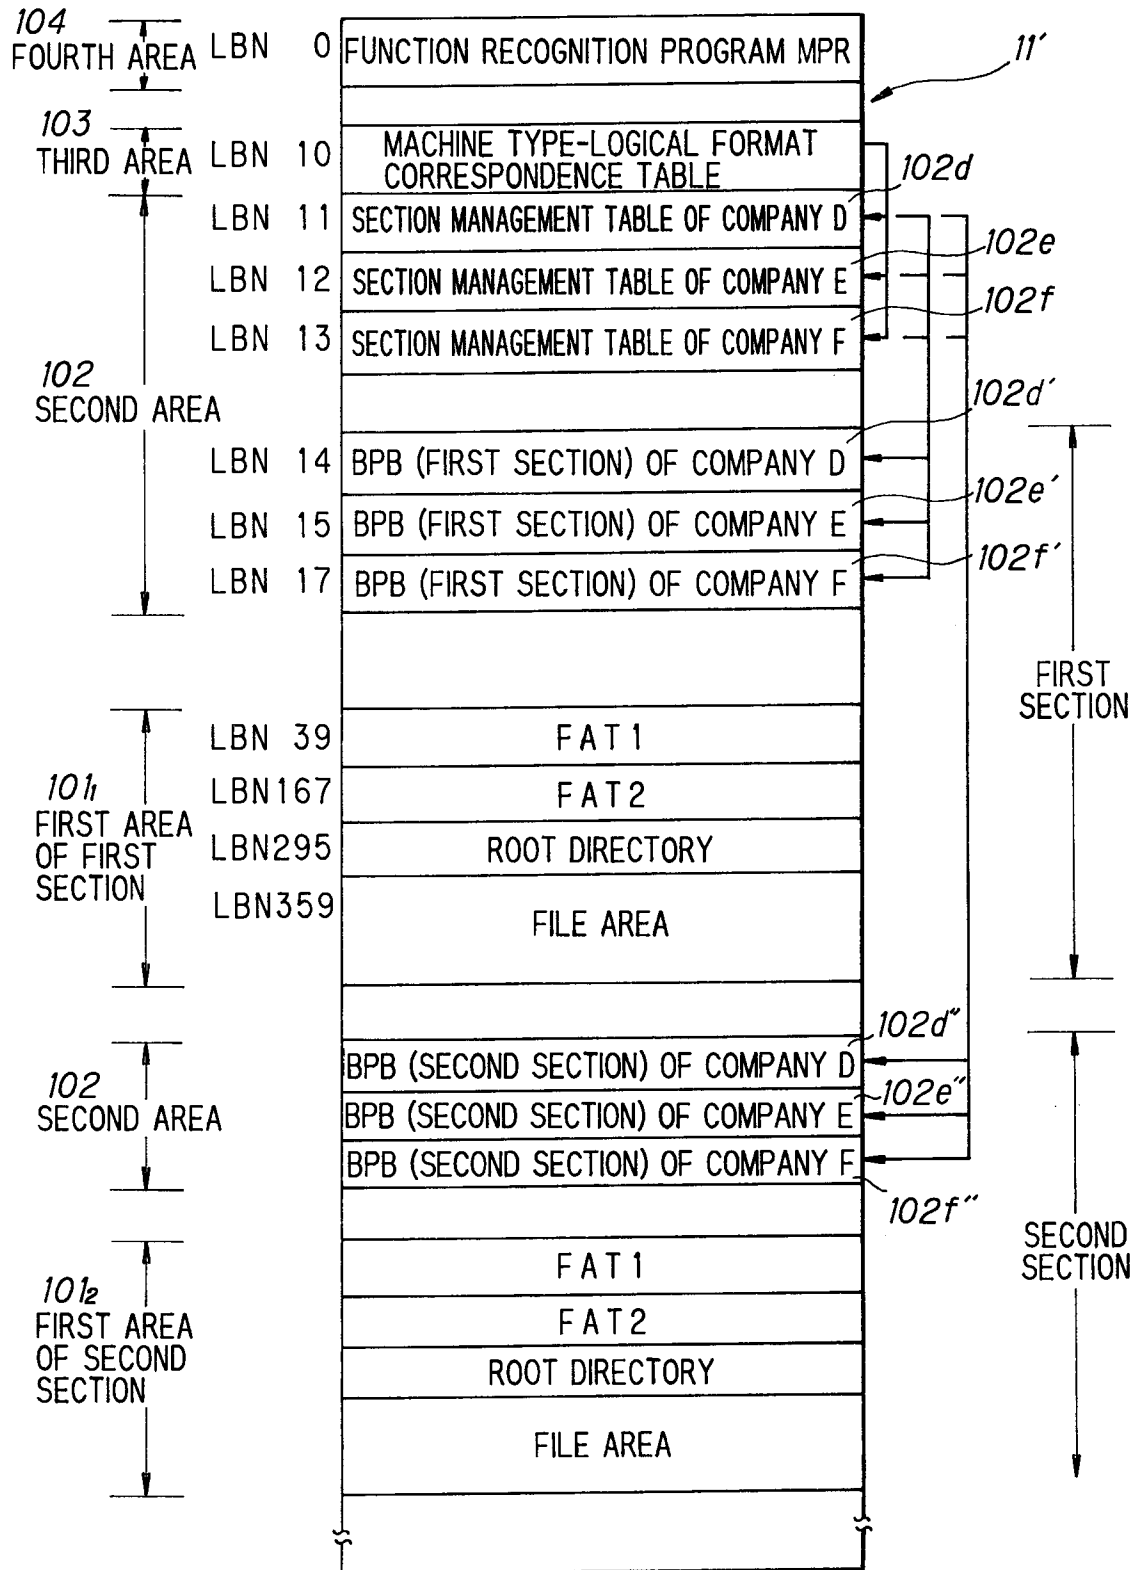 104
FOURTH AREA
LBN 0 FUNCTION RECOGNITION PROGRAM MPR
11'
103
THIRD AREA
LBN 10 MACHINE TYPE-LOGICAL FORMAT
CORRESPONDENCE TABLE
102d
LBN 11 SECTION MANAGEMENT TABLE OF COMPANY D
102e
LBN 12 SECTION MANAGEMENT TABLE OF COMPANY E
102f
LBN 13 SECTION MANAGEMENT TABLE OF COMPANY F
102
SECOND AREA
102d'
LBN 14 BPB (FIRST SECTION) OF COMPANY D
102e'
LBN 15 BPB (FIRST SECTION) OF COMPANY E
102f'
LBN 17 BPB (FIRST SECTION) OF COMPANY F
FIRST
SECTION
LBN 39 FAT1
101₁
FIRST AREA
OF FIRST
SECTION
LBN167 FAT2
LBN295 ROOT DIRECTORY
LBN359 FILE AREA
102d"
BPB (SECOND SECTION) OF COMPANY D
102
SECOND AREA
102e"
BPB (SECOND SECTION) OF COMPANY E
BPB (SECOND SECTION) OF COMPANY F
102f"
SECOND
SECTION
FAT1
101₂
FIRST AREA
OF SECOND
SECTION
FAT2
ROOT DIRECTORY
FILE AREA